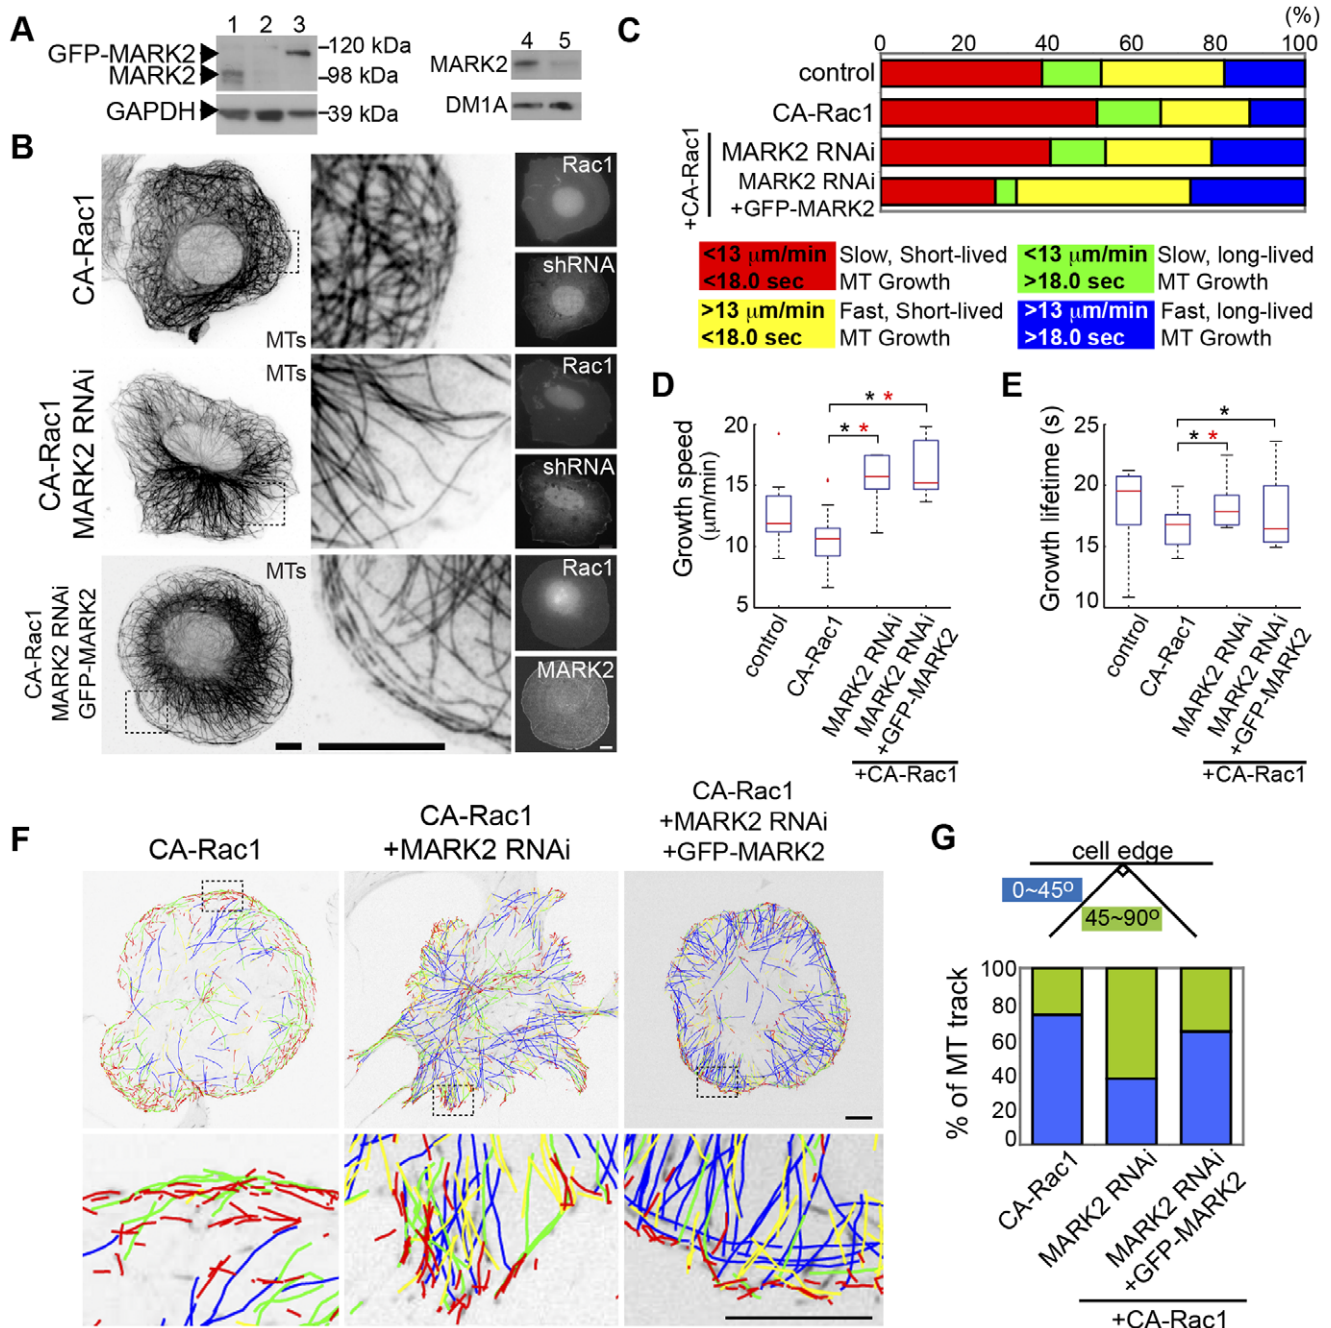 A
1 2 3
GFP-MARK2
MARK2
GAPDH
120 kDa
98 kDa
39 kDa
4 5
MARK2
DM1A
B
CA-Rac1
MTs
Rac1
shRNA
CA-Rac1
MARK2 RNAi
MTs
Rac1
shRNA
CA-Rac1
MARK2 RNAi
GFP-MARK2
MTs
Rac1
MARK2
C
(%)
0 20 40 60 80 100
control
CA-Rac1
+CA-Rac1
MARK2 RNAi
MARK2 RNAi
+GFP-MARK2
<13 μm/min
<18.0 sec
Slow, Short-lived
MT Growth
<13 μm/min
>18.0 sec
Slow, long-lived
MT Growth
>13 μm/min
<18.0 sec
Fast, Short-lived
MT Growth
>13 μm/min
>18.0 sec
Fast, long-lived
MT Growth
D
Growth speed
(μm/min)
20
15
10
5
* *
* *
control
CA-Rac1
MARK2 RNAi
MARK2 RNAi
+GFP-MARK2
+CA-Rac1
E
Growth lifetime (s)
25
20
15
10
*
* *
control
CA-Rac1
MARK2 RNAi
MARK2 RNAi
+GFP-MARK2
+CA-Rac1
F
CA-Rac1
CA-Rac1
+MARK2 RNAi
CA-Rac1
+MARK2 RNAi
+GFP-MARK2
G
cell edge
0~45º
45~90º
% of MT track
100
80
60
40
20
0
CA-Rac1
MARK2 RNAi
MARK2 RNAi
+GFP-MARK2
+CA-Rac1